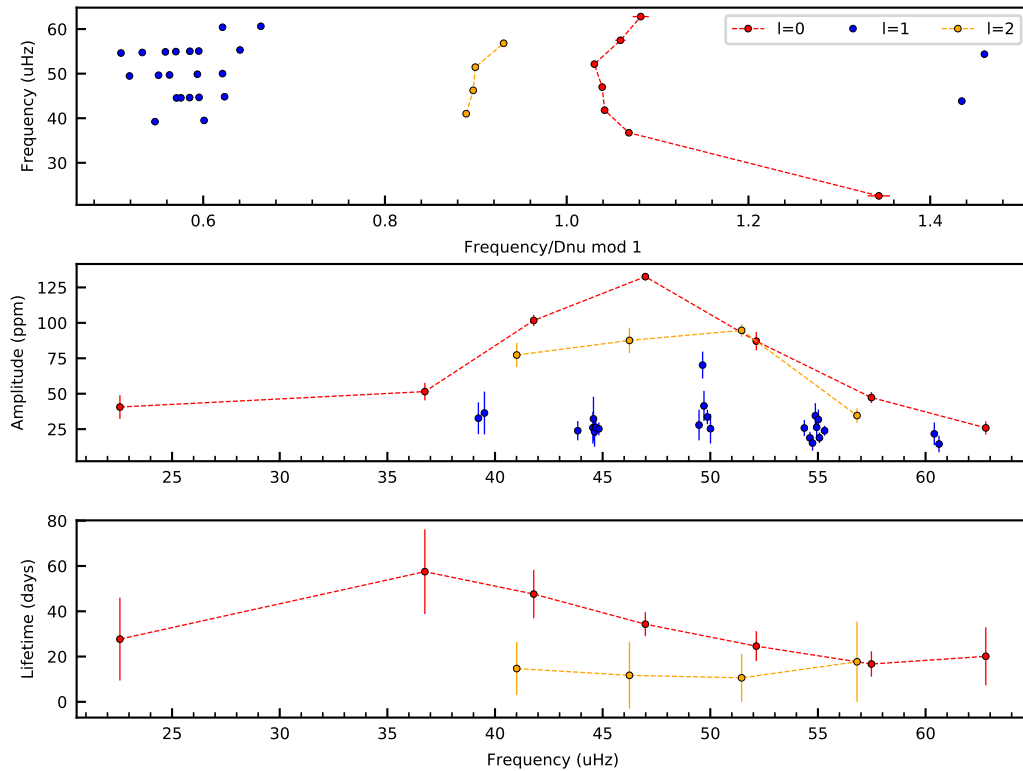 60
50
40
30
Frequency (uHz)
l=0 l=1 l=2
0.6 0.8 1.0 1.2 1.4
Frequency/Dnu mod 1
125
100
75
50
25
Amplitude (ppm)
25 30 35 40 45 50 55 60
80
60
40
20
0
Lifetime (days)
25 30 35 40 45 50 55 60
Frequency (uHz)